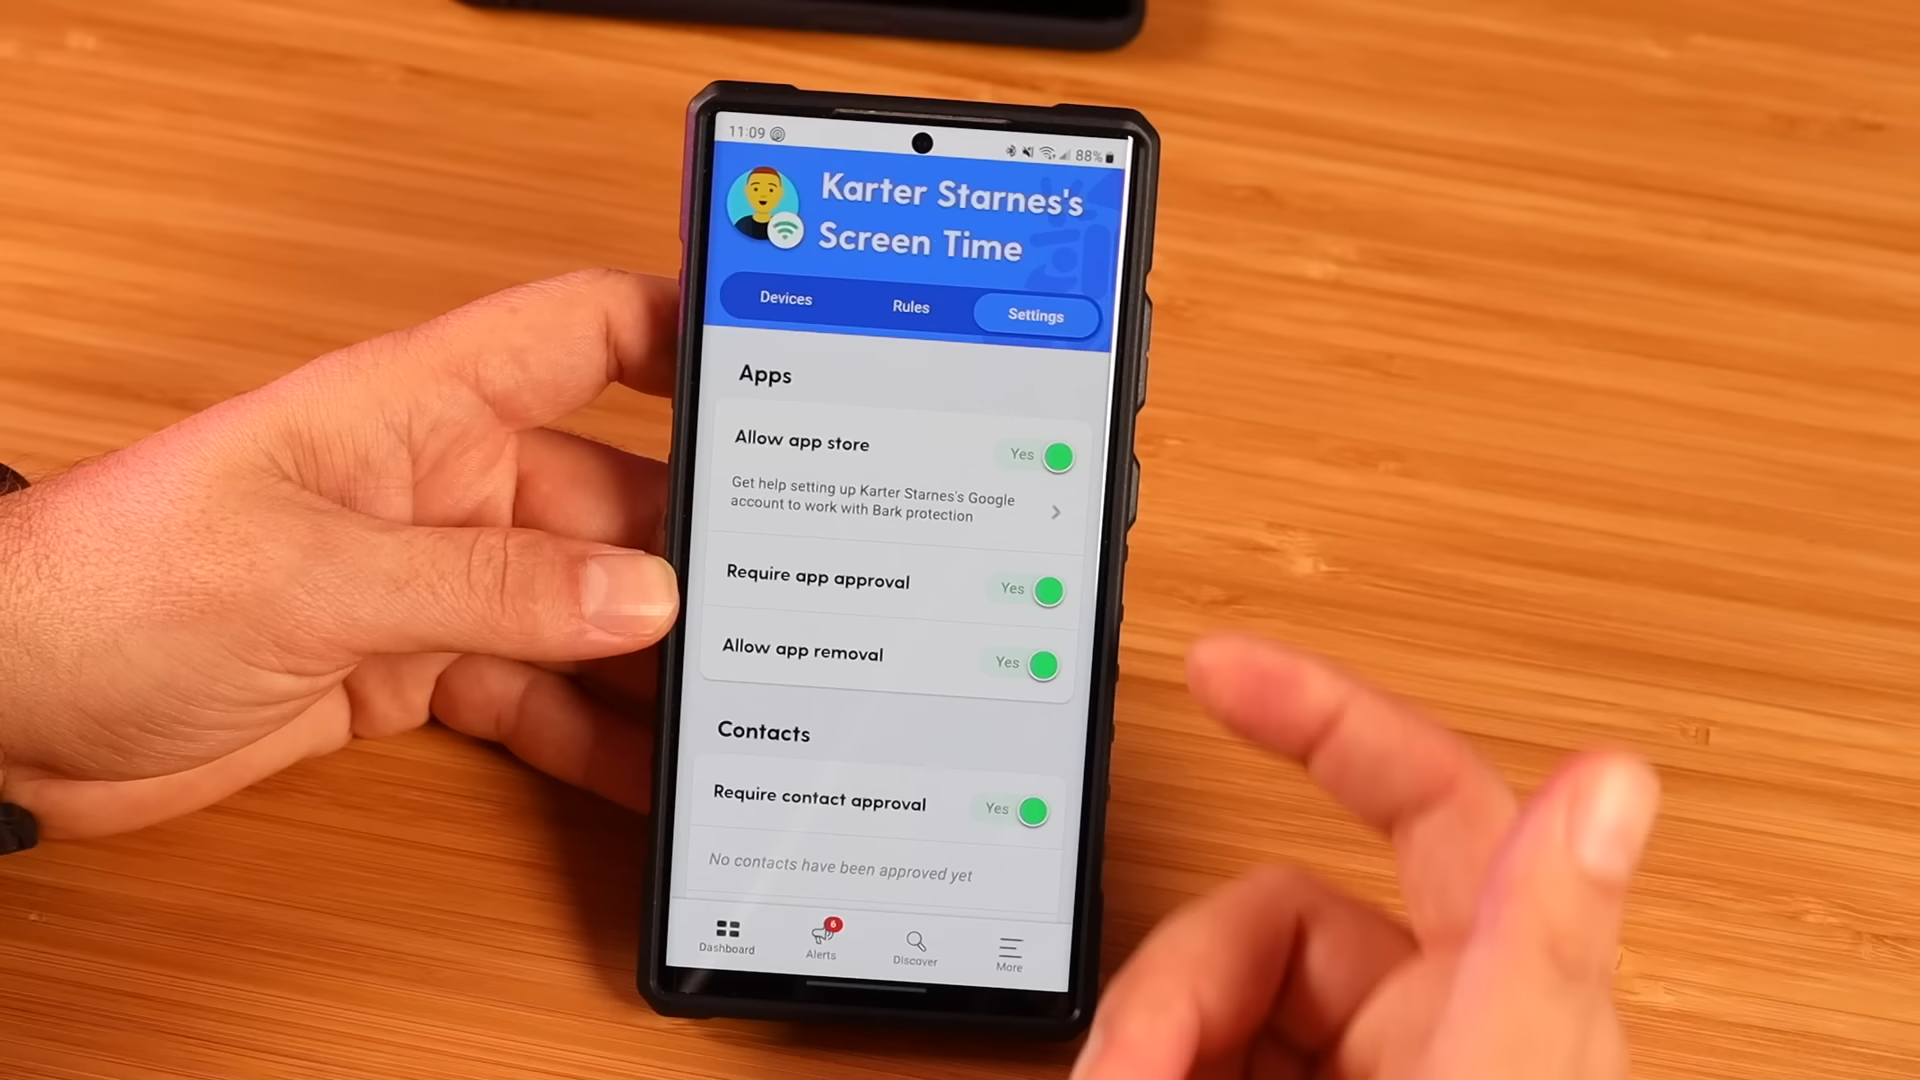 11:09
88%
Karter Starnes's
Screen Time
Devices
Rules
Settings
Apps
Allow app store
Yes
Get help setting up Karter Starnes's Google
account to work with Bark protection
Require app approval
Yes
Allow app removal
Yes
Contacts
Require contact approval
Yes
No contacts have been approved yet
6
Dashboard
Alerts
Discover
More